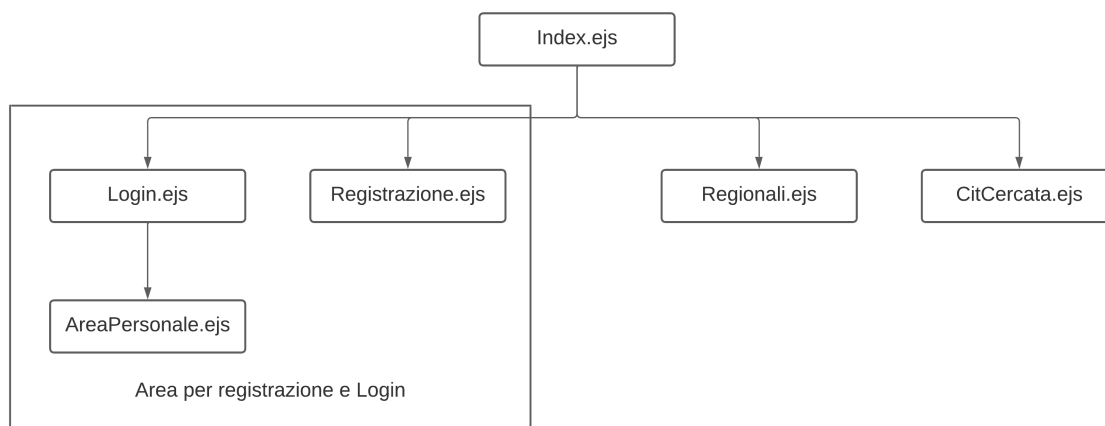 Index.ejs
Login.ejs
Registrazione.ejs
Regionali.ejs
CitCercata.ejs
AreaPersonale.ejs
Area per registrazione e Login